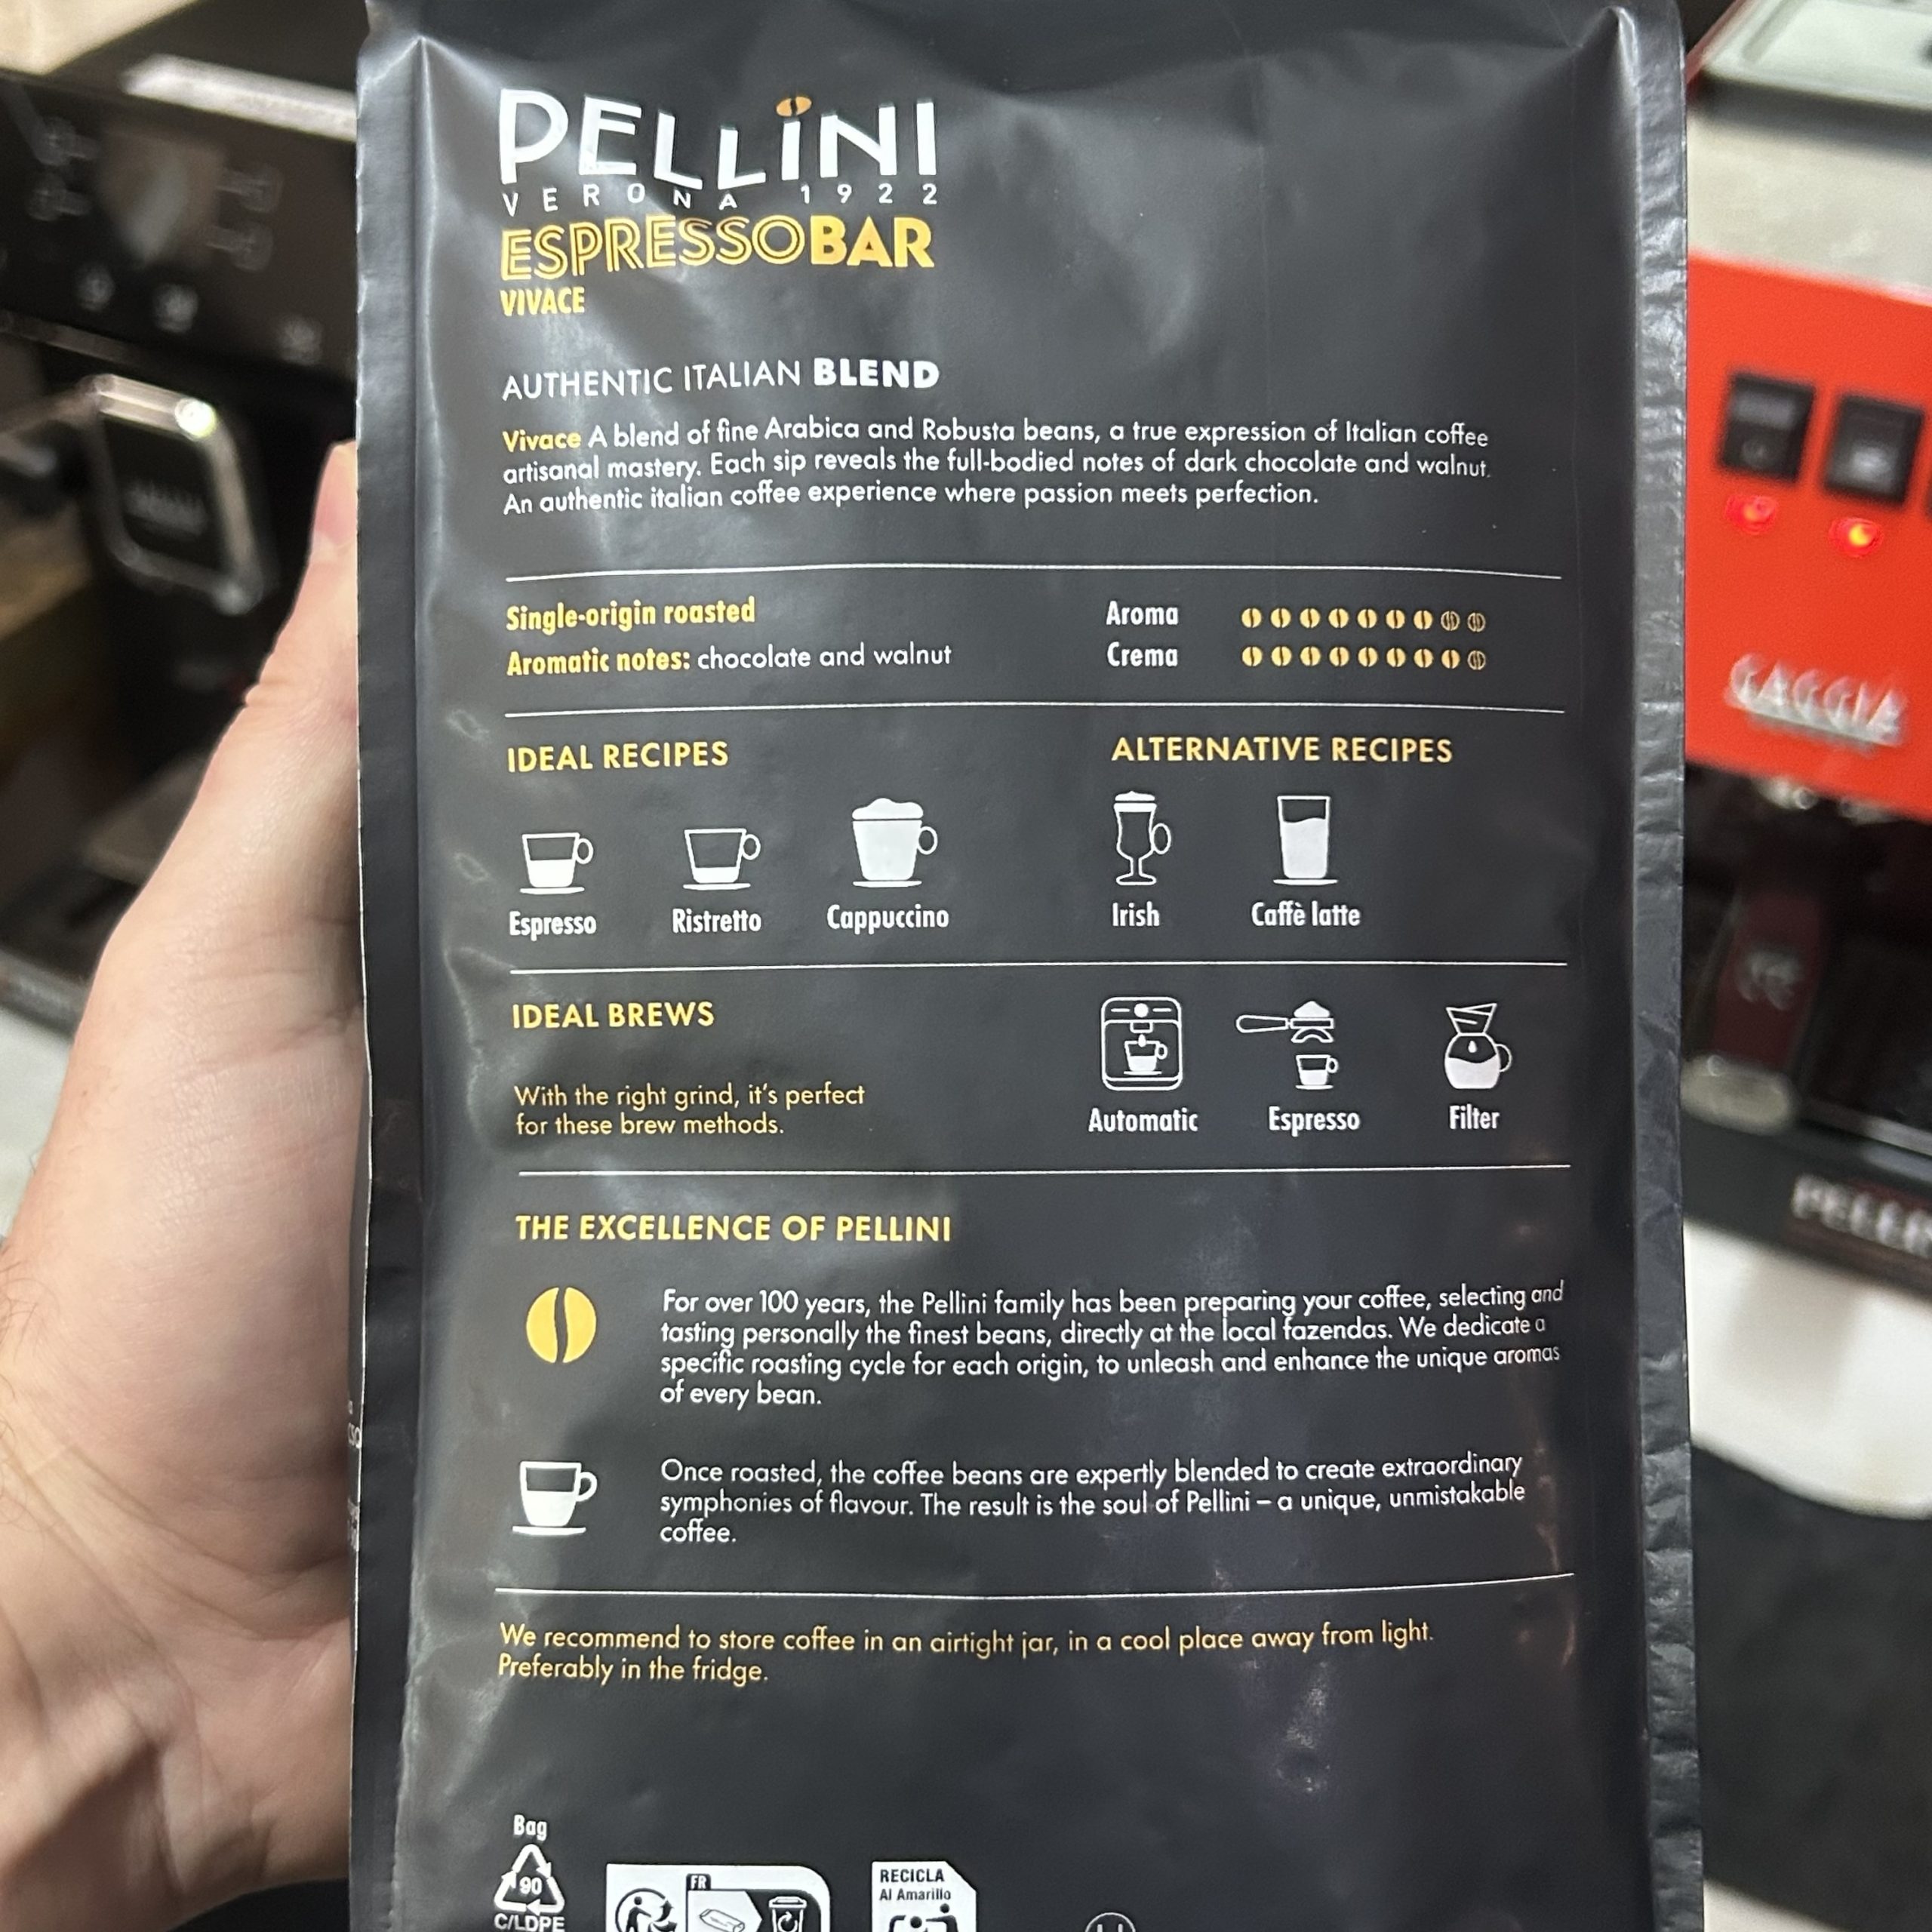 PELLINI
VERONA 1922
ESPRESSOBAR
VIVACE
AUTHENTIC ITALIAN BLEND
Vivace A blend of fine Arabica and Robusta beans, a true expression of Italian coffee
artisanal mastery. Each sip reveals the full-bodied notes of dark chocolate and walnut.
An authentic italian coffee experience where passion meets perfection.
Single-origin roasted
Aromatic notes: chocolate and walnut
Aroma
Crema
IDEAL RECIPES
Espresso Ristretto Cappuccino
ALTERNATIVE RECIPES
Irish Caffè latte
IDEAL BREWS
With the right grind, it's perfect
for these brew methods.
Automatic Espresso Filter
THE EXCELLENCE OF PELLINI
For over 100 years, the Pellini family has been preparing your coffee, selecting and
tasting personally the finest beans, directly at the local fazendas. We dedicate a
specific roasting cycle for each origin, to unleash and enhance the unique aromas
of every bean.
Once roasted, the coffee beans are expertly blended to create extraordinary
symphonies of flavour. The result is the soul of Pellini – a unique, unmistakable
coffee.
We recommend to store coffee in an airtight jar, in a cool place away from light.
Preferably in the fridge.
Bag
90
C/LDPE
FR
RECICLA
Al Amarillo
GAGGIA